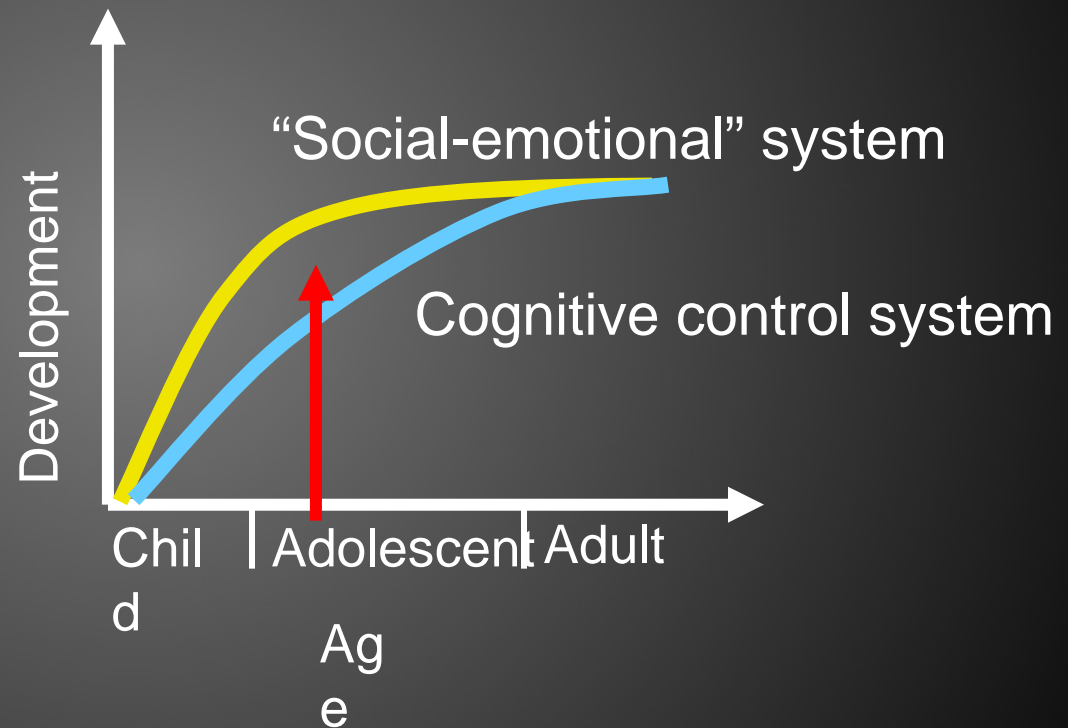 “Social-emotional” system
Development
Cognitive control system
Chil
d
Adolescent
Adult
Ag
e